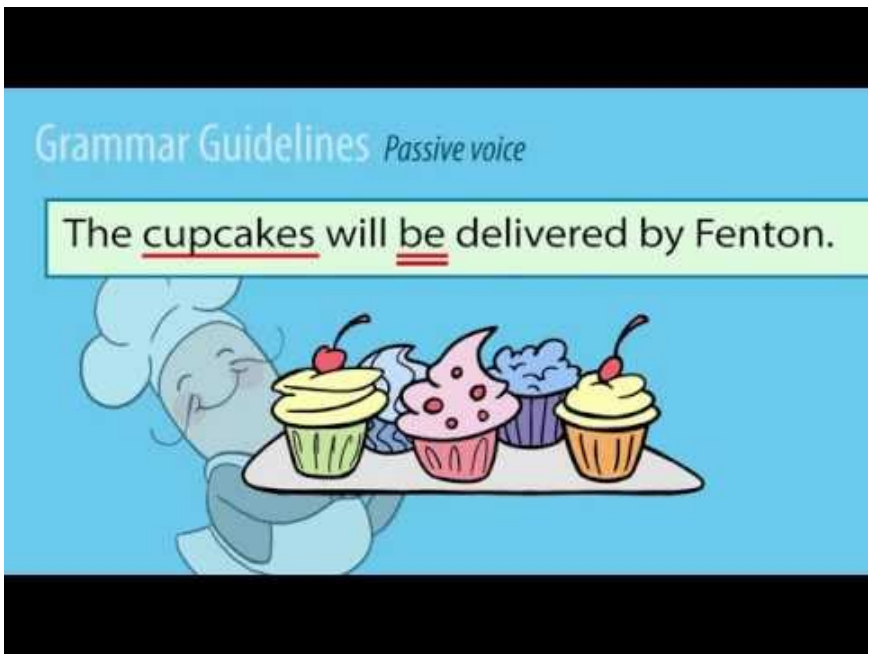 Grammar Guidelines Passive voice
The cupcakes will be delivered by Fenton.